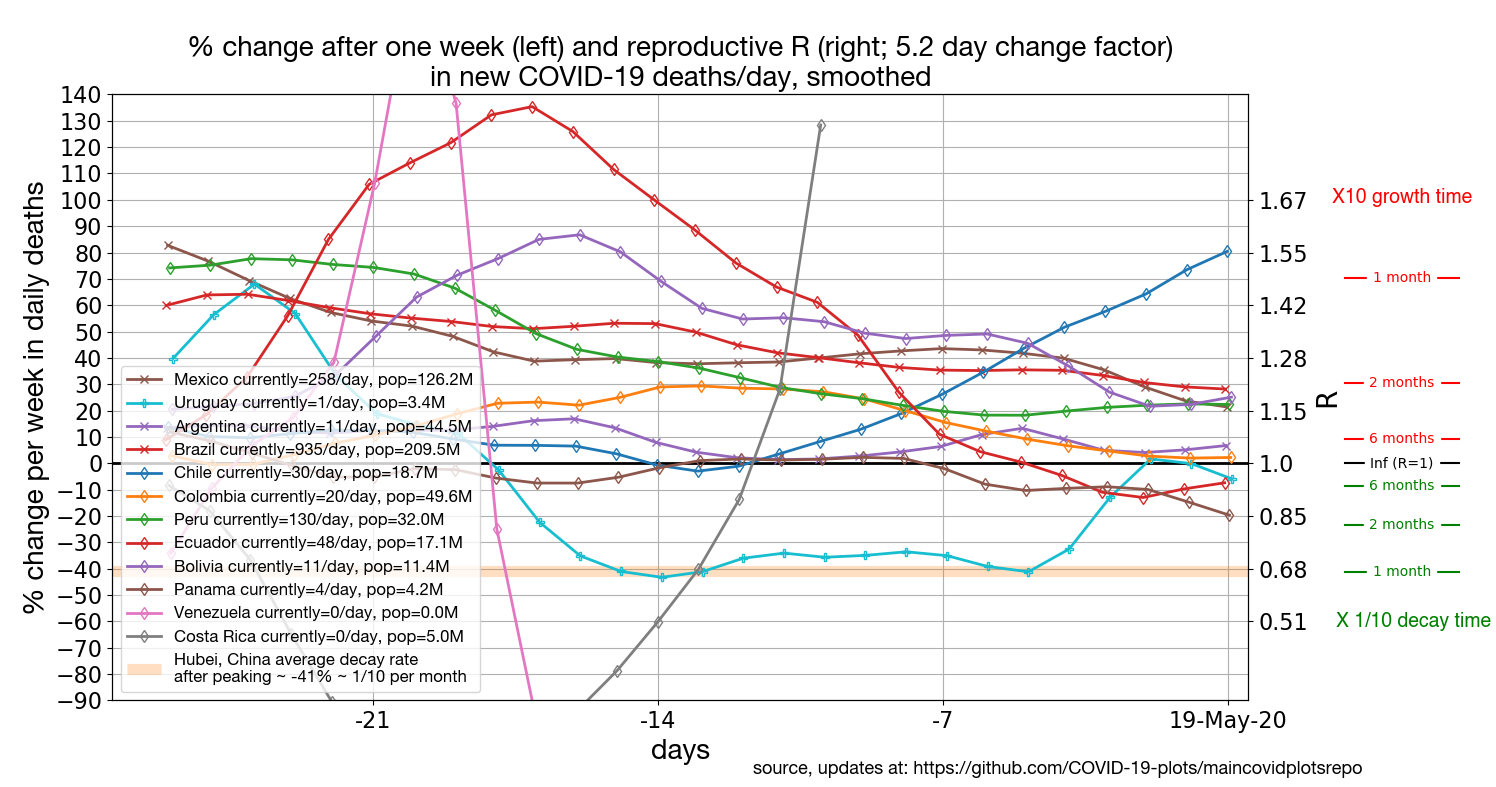 % change after one week (left) and reproductive R (right; 5.2 day change factor)
in new COVID-19 deaths/day, smoothed
% change per week in daily deaths
140
130
120
110
100
90
80
70
60
50
40
30
20
10
0
−10
−20
−30
−40
−50
−60
−70
−80
−90
Mexico currently=258/day, pop=126.2M
Uruguay currently=1/day, pop=3.4M
Argentina currently=11/day, pop=44.5M
Brazil currently=935/day, pop=209.5M
Chile currently=30/day, pop=18.7M
Colombia currently=20/day, pop=49.6M
Peru currently=130/day, pop=32.0M
Ecuador currently=48/day, pop=17.1M
Bolivia currently=11/day, pop=11.4M
Panama currently=4/day, pop=4.2M
Venezuela currently=0/day, pop=0.0M
Costa Rica currently=0/day, pop=5.0M
Hubei, China average decay rate
after peaking ~ -41% ~ 1/10 per month
-21
-14
-7
19-May-20
days
1.67
1.55
1.42
1.28
1.15
1.0
0.85
0.68
0.51
R
X10 growth time
1 month
2 months
6 months
Inf (R=1)
6 months
2 months
1 month
X 1/10 decay time
source, updates at: https://github.com/COVID-19-plots/maincovidplotsrepo